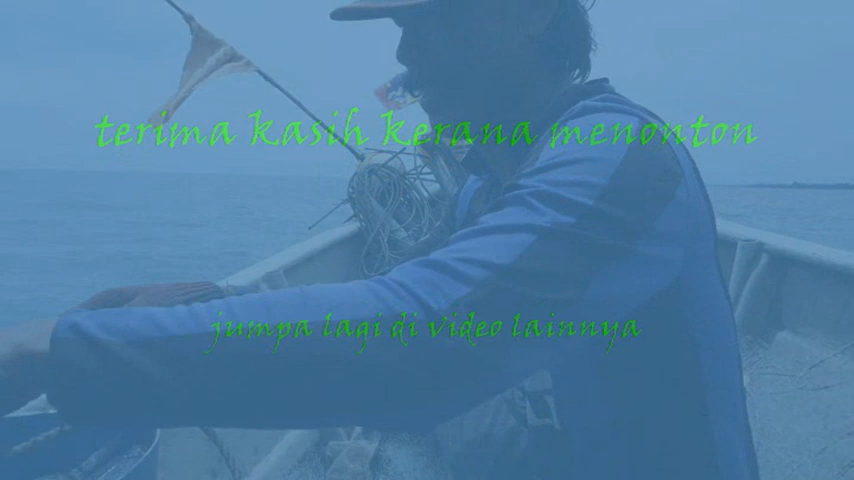 terima kasih kerana menonton
jumpa lagi di video lainnya